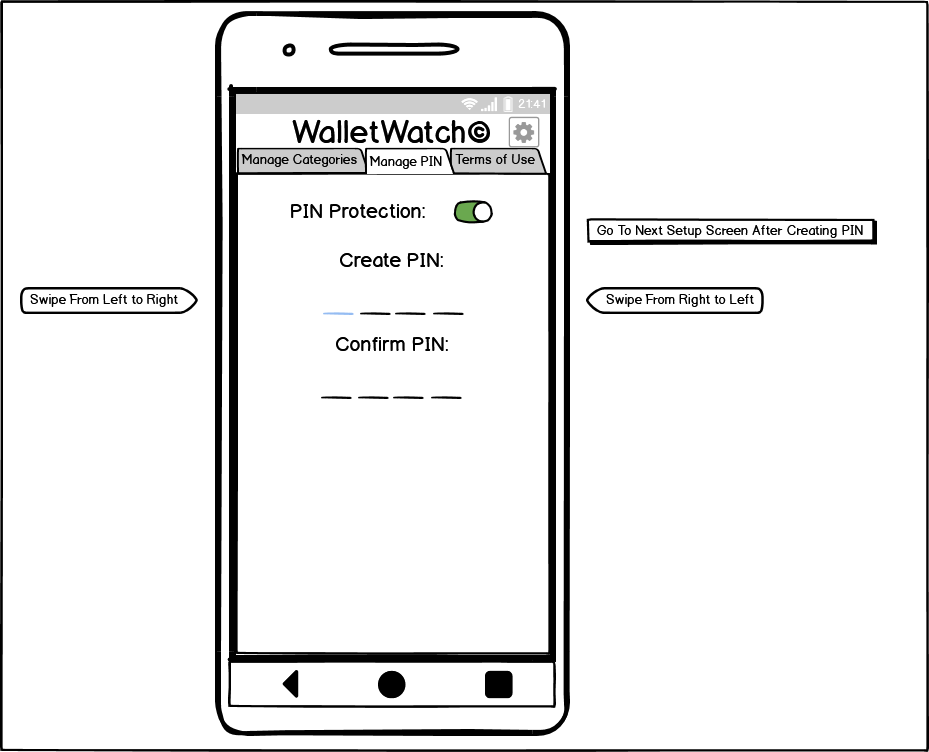 21:41
WalletWatch©
Manage Categories
Manage PIN
Terms of Use
PIN Protection:
Go To Next Setup Screen After Creating PIN
Create PIN:
Swipe From Left to Right
Swipe From Right to Left
Confirm PIN: